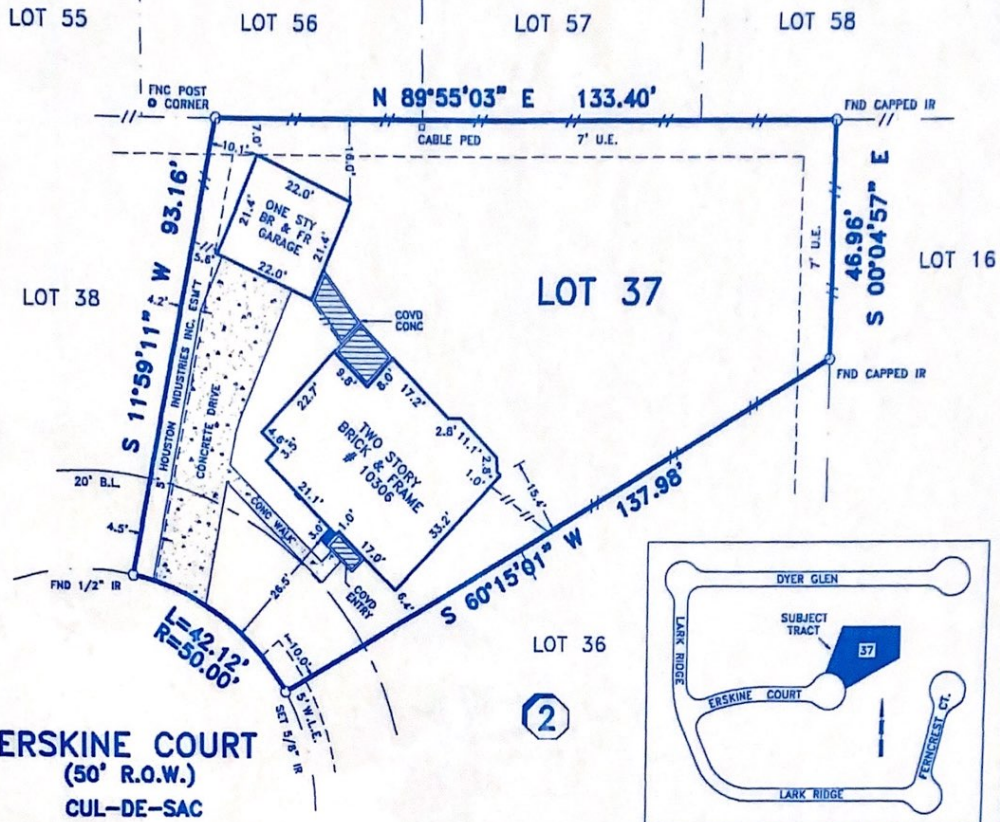 LOT 55
LOT 56
LOT 57
LOT 58
FNC POST
CORNER
N 89°55'03" E 133.40'
FND CAPPED IR
CABLE PED
7' U.E.
10.1'
7.0'
16.0'
22.0'
21.4'
ONE STY
BR & FR
GARAGE
21.4'
22.0'
5.6'
S 11°59'11" W 93.16'
LOT 38
4.2'
5' HOUSTON INDUSTRIES INC. ESM'T
CONCRETE DRIVE
COVD
CONC
LOT 37
7' U.E.
46.96'
S 00°04'57" E
LOT 16
FND CAPPED IR
9.8'
8.0'
17.2'
22.7'
2.8'
11.1'
2.8'
1.0'
TWO STORY
BRICK &
FRAME
# 10306
4.6'
21.1'
33.2'
15.4'
137.98'
S 60°15'01" W
20' B.L.
CONC WALK
3.0'
1.0'
17.0'
COVD
ENTRY
6.4'
4.5'
26.5'
FND 1/2" IR
L=42.12'
R=50.00'
10.0'
5' W.L.E.
SET 5/8" IR
LOT 36
2
ERSKINE COURT
(50' R.O.W.)
CUL-DE-SAC
DYER GLEN
LARK RIDGE
SUBJECT
TRACT
37
ERSKINE COURT
FERNCREST CT.
LARK RIDGE